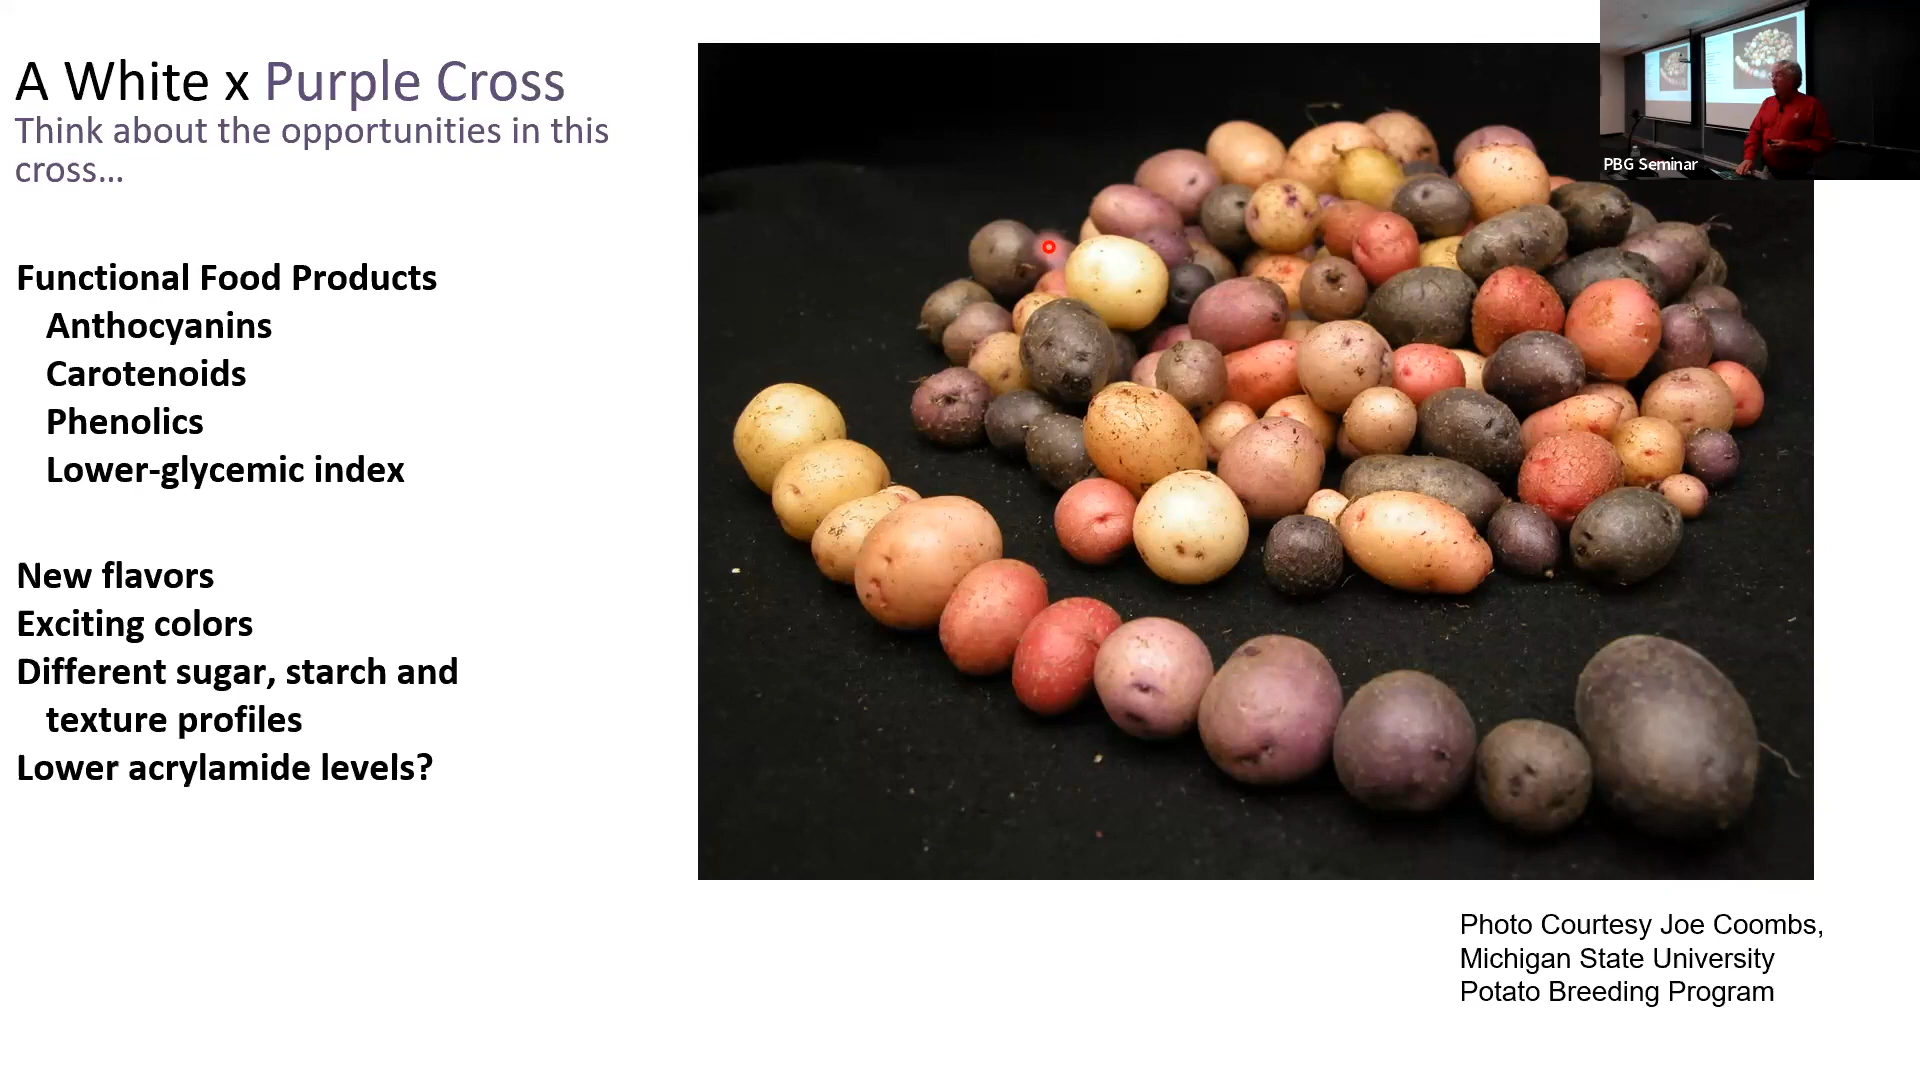 A White x Purple Cross
Think about the opportunities in this
cross...
Functional Food Products
Anthocyanins
Carotenoids
Phenolics
Lower-glycemic index
New flavors
Exciting colors
Different sugar, starch and
texture profiles
Lower acrylamide levels?
PBG Seminar
Photo Courtesy Joe Coombs,
Michigan State University
Potato Breeding Program